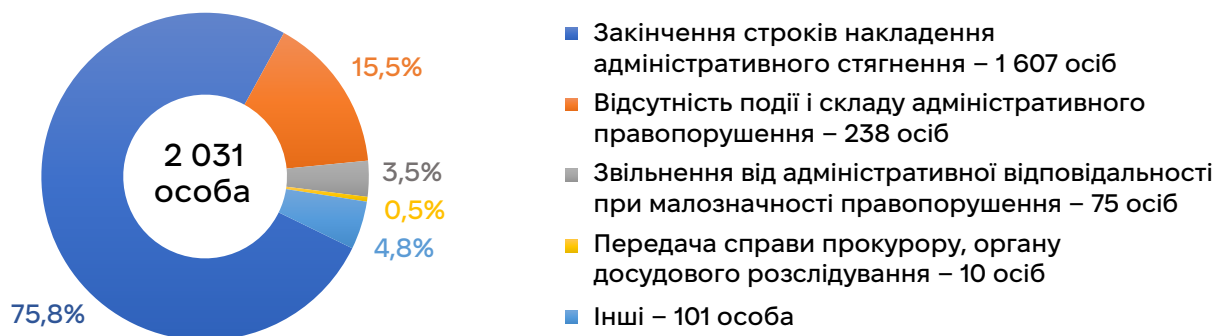 15,5%
3,5%
0,5%
4,8%
75,8%
2 031
особа
Закінчення строків накладення
адміністративного стягнення – 1 607 осіб
Відсутність події і складу адміністративного
правопорушення – 238 осіб
Звільнення від адміністративної відповідальності
при малозначності правопорушення – 75 осіб
Передача справи прокурору, органу
досудового розслідування – 10 осіб
Інші – 101 особа